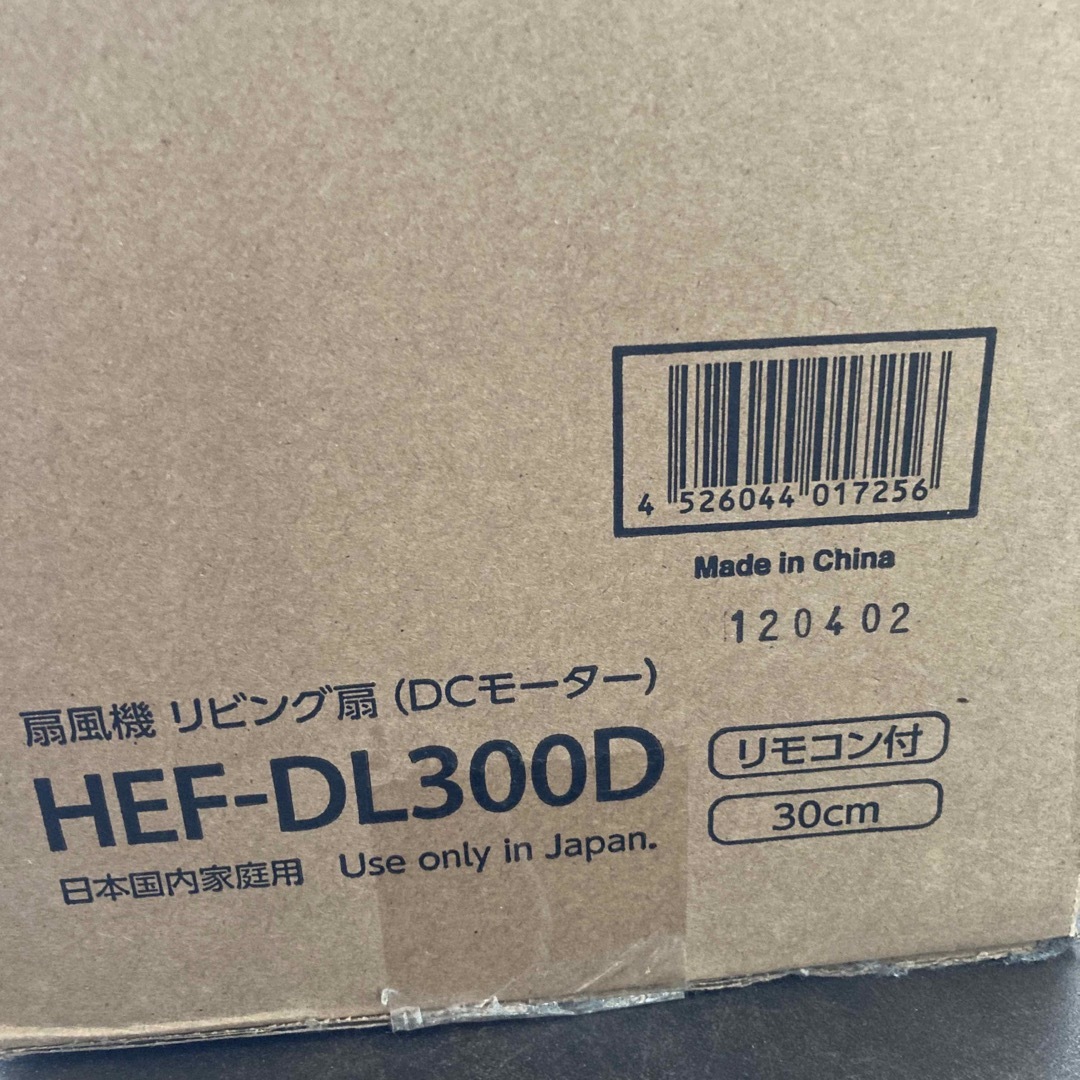 4 526044 017256
Made in China
120402
扇風機 リビング扇 (DCモーター)
HEF-DL300D
リモコン付
30cm
日本国内家庭用 Use only in Japan.